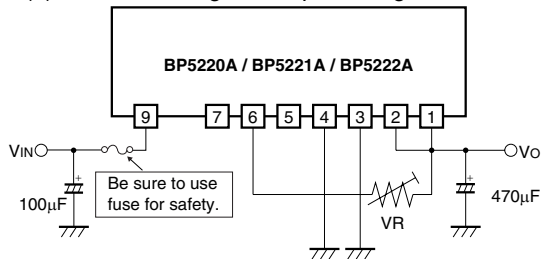 BP5220A / BP5221A / BP5222A
9 7 6 5 4 3 2 1
VIN
VO
+
+
100μF
Be sure to use
fuse for safety.
470μF
VR